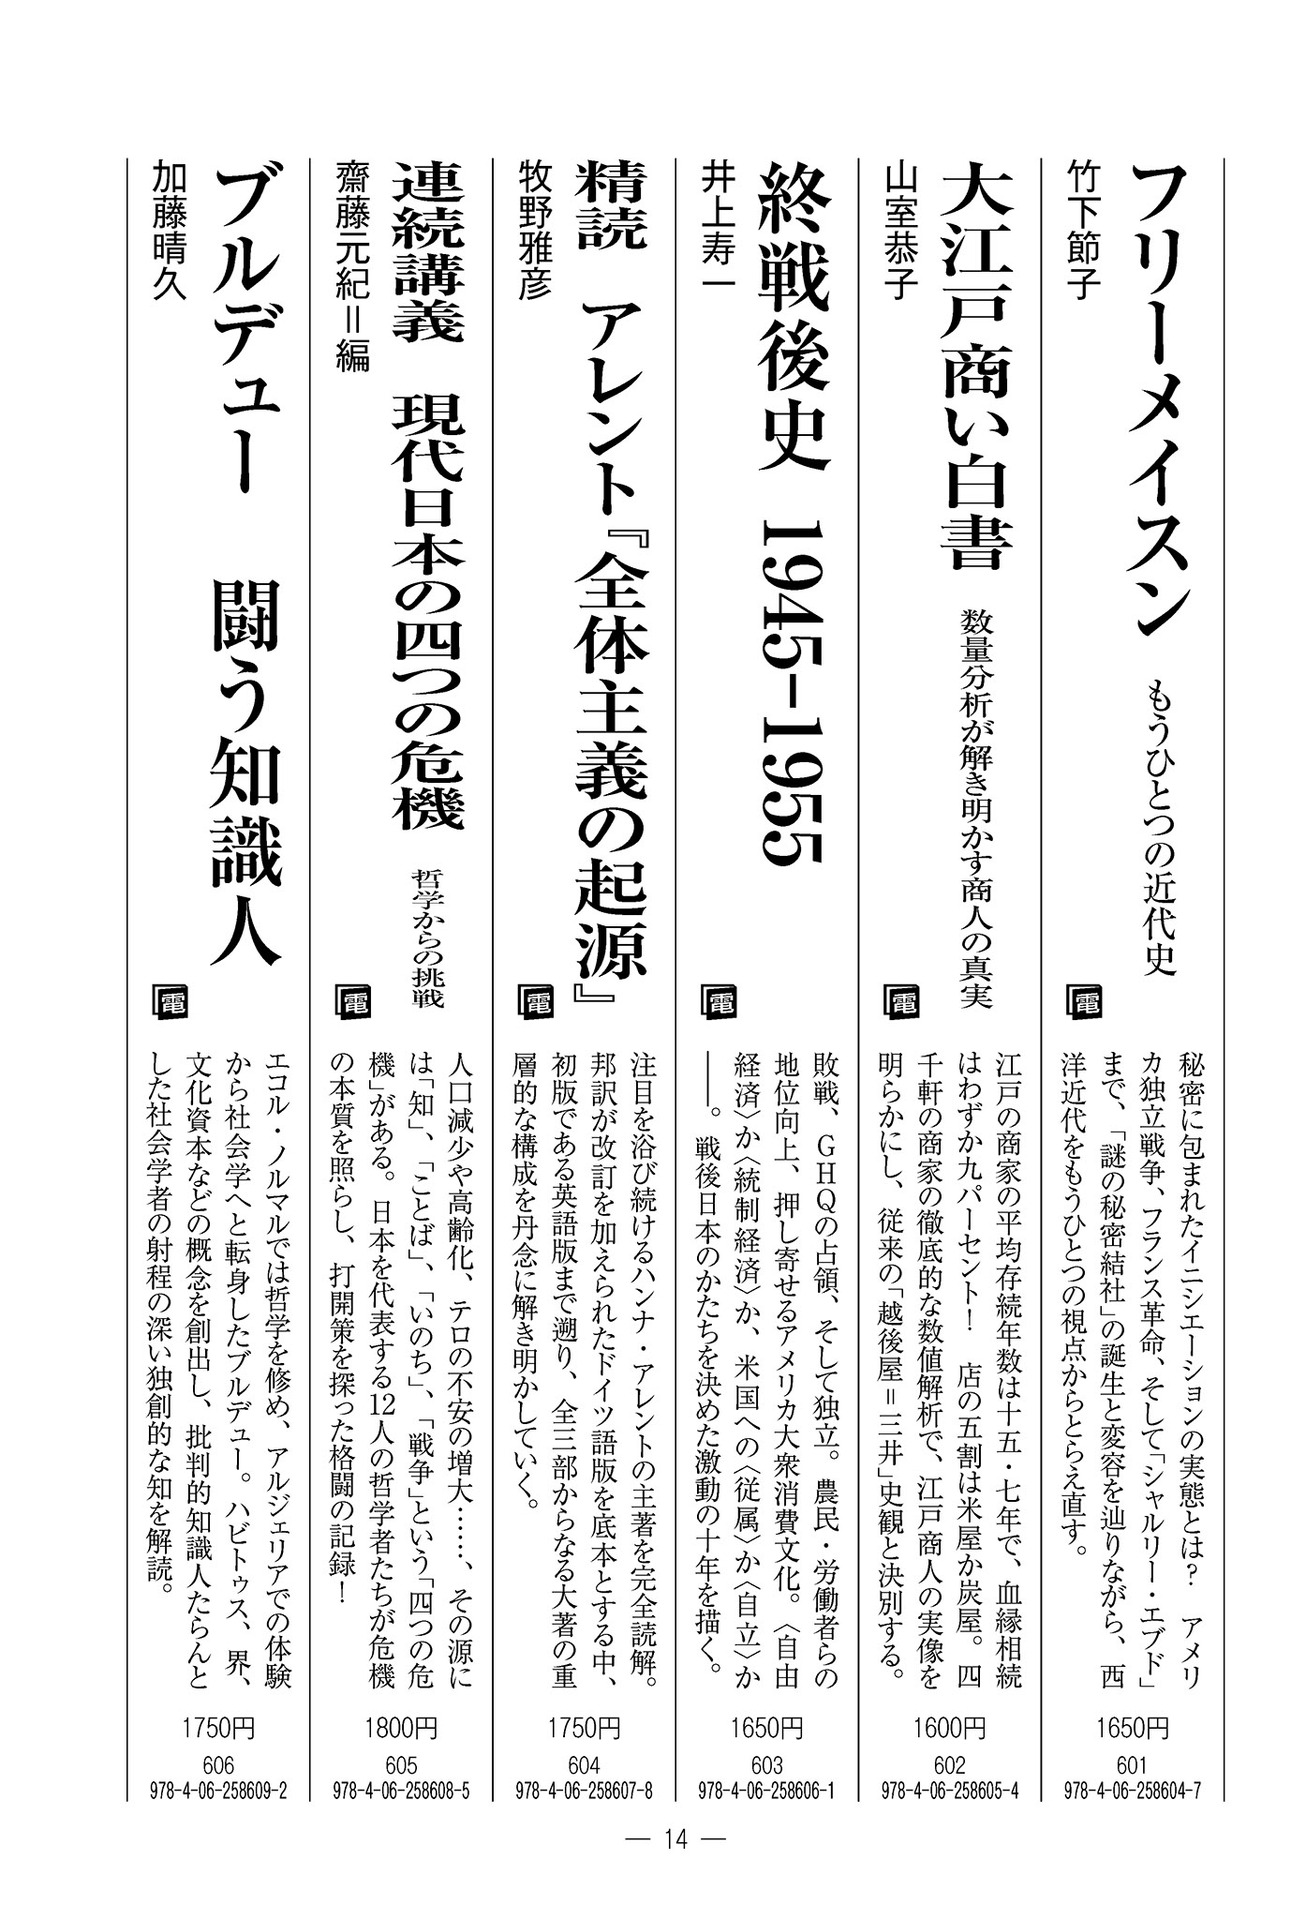 フリーメイスン　もうひとつの近代史
竹下節子
電
秘密に包まれたイニシエーションの実態とは？　アメリ
カ独立戦争、フランス革命、そして「シャルリー・エブド」
まで、「謎の秘密結社」の誕生と変容を辿りながら、西
洋近代をもうひとつの視点からとらえ直す。
1650円
601
978-4-06-258604-7
大江戸商い白書　数量分析が解き明かす商人の真実
山室恭子
電
江戸の商家の平均存続年数は十五・七年で、血縁相続
はわずか九パーセント！　店の五割は米屋か炭屋。四
千軒の商家の徹底的な数値解析で、江戸商人の実像を
明らかにし、従来の「越後屋＝三井」史観と決別する。
1600円
602
978-4-06-258605-4
終戦後史 1945-1955
井上寿一
電
敗戦、GHQの占領、そして独立。農民・労働者らの
地位向上、押し寄せるアメリカ大衆消費文化。〈自由
経済〉か〈統制経済〉か、米国への〈従属〉か〈自立〉か
――。戦後日本のかたちを決めた激動の十年を描く。
1650円
603
978-4-06-258606-1
精読　アレント『全体主義の起源』
牧野雅彦
電
注目を浴び続けるハンナ・アレントの主著を完全読解。
邦訳が改訂を加えられたドイツ語版を底本とする中、
初版である英語版まで遡り、全三部からなる大著の重
層的な構成を丹念に解き明かしていく。
1750円
604
978-4-06-258607-8
連続講義　現代日本の四つの危機　哲学からの挑戦
齋藤元紀＝編
電
人口減少や高齢化、テロの不安の増大……、その源に
は「知」、「ことば」、「いのち」、「戦争」という「四つの危
機」がある。日本を代表する12人の哲学者たちが危機
の本質を照らし、打開策を探った格闘の記録！
1800円
605
978-4-06-258608-5
ブルデュー　闘う知識人
加藤晴久
電
エコル・ノルマルでは哲学を修め、アルジェリアでの体験
から社会学へと転身したブルデュー。ハビトゥス、界、
文化資本などの概念を創出し、批判的知識人たらんと
した社会学者の射程の深い独創的な知を解読。
1750円
606
978-4-06-258609-2
― 14 ―